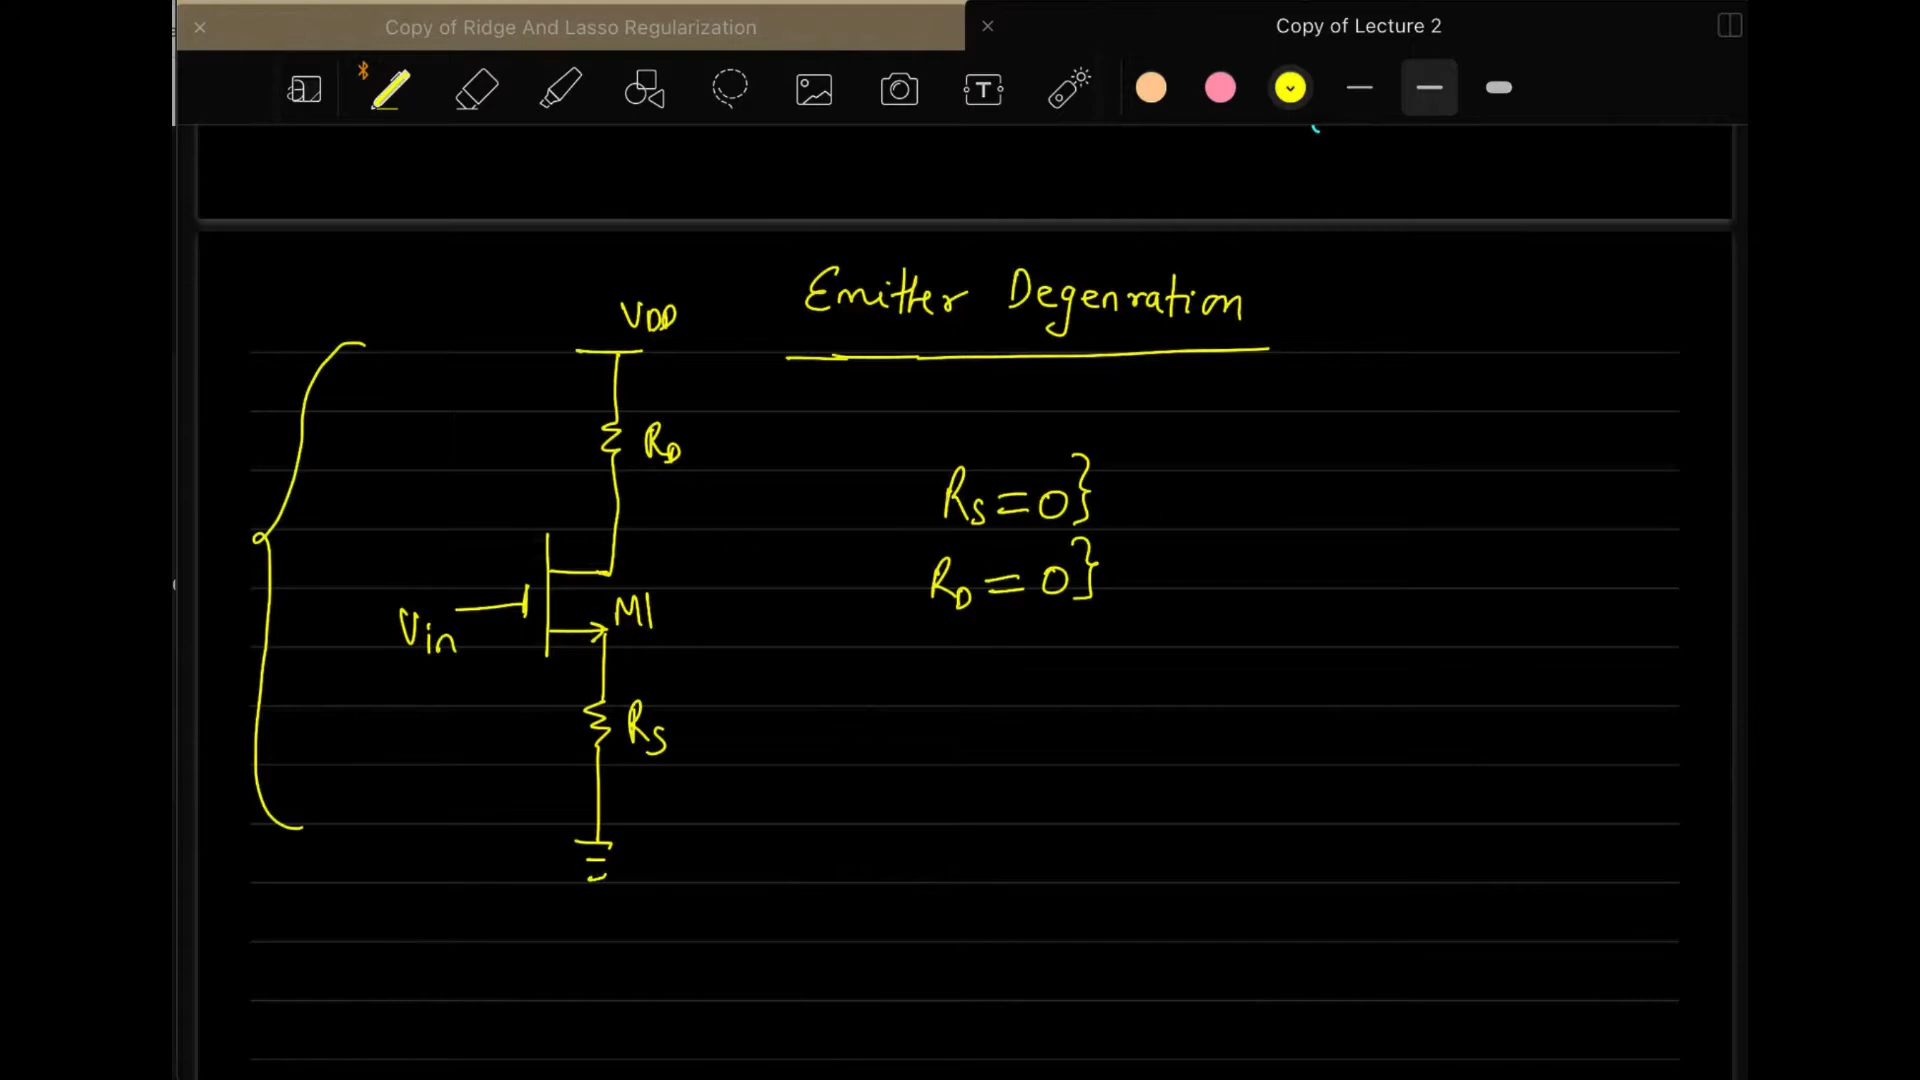 Copy of Ridge And Lasso Regularization
Copy of Lecture 2
Emitter Degenration
VDD
RD
RS = 0}
RD = 0}
M1
Vin
RS